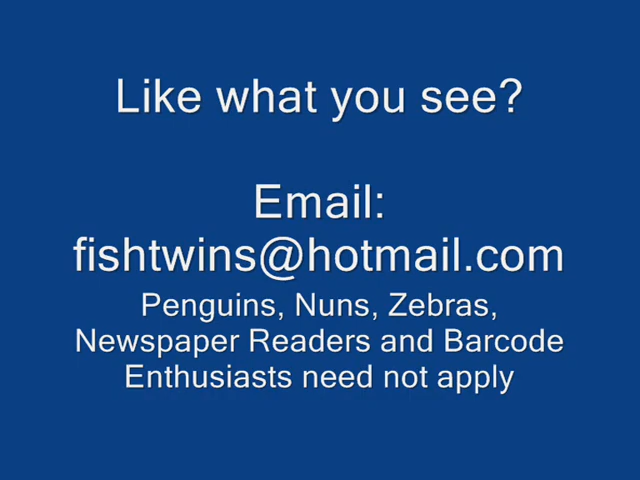 Like what you see?
Email:
fishtwins@hotmail.com
Penguins, Nuns, Zebras,
Newspaper Readers and Barcode
Enthusiasts need not apply